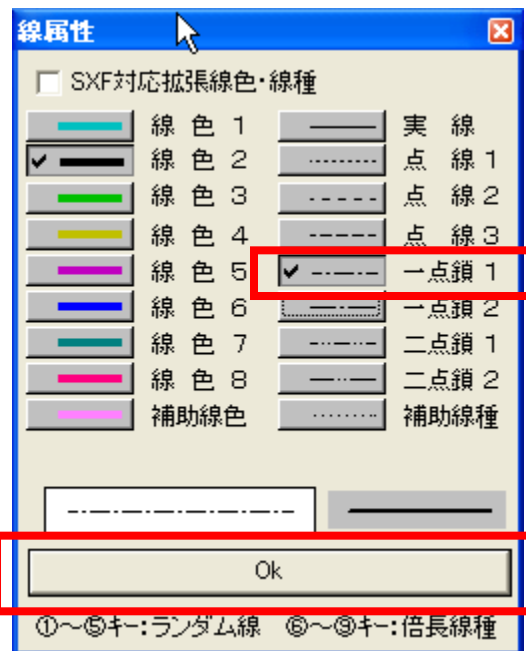 線属性
SXF対応拡張線色・線種
線 色 1 実 線
線 色 2 点 線 1
線 色 3 点 線 2
線 色 4 点 線 3
線 色 5 一点鎖 1
線 色 6 一点鎖 2
線 色 7 二点鎖 1
線 色 8 二点鎖 2
補助線色 補助線種
Ok
①～⑤キー:ランダム線 ⑥～⑨キー:倍長線種